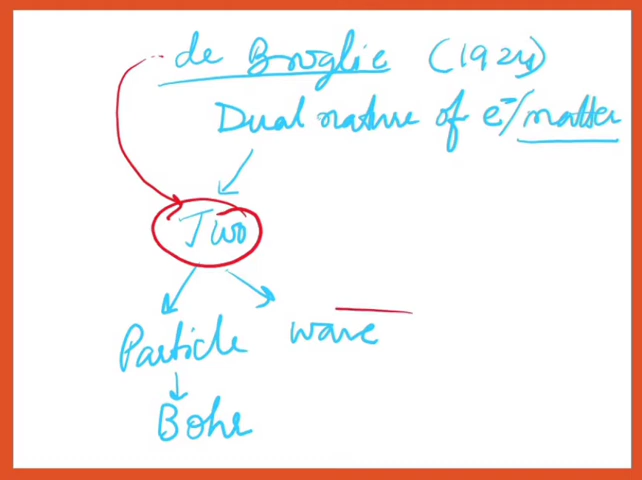 de Broglie (1924)
Dual nature of e⁻/matter
Two
Particle wave
Bohr